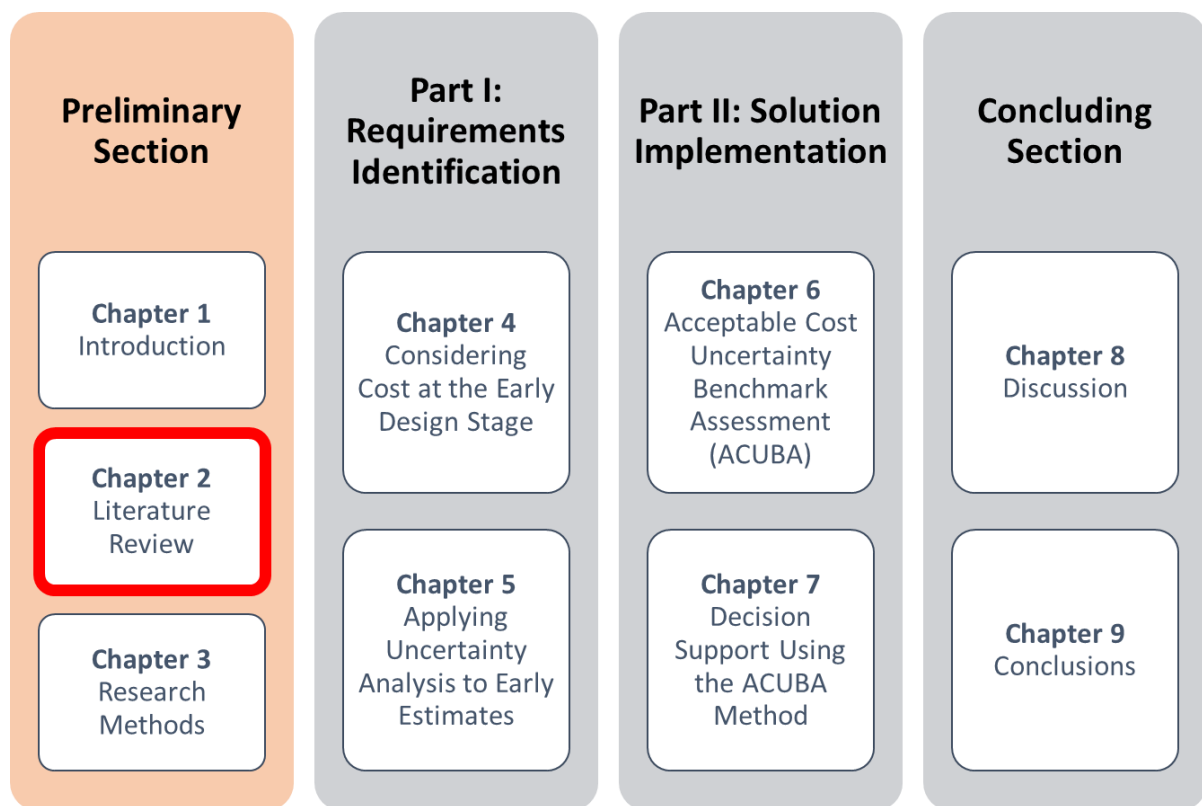 Preliminary
Section
Chapter 1
Introduction
Chapter 2
Literature
Review
Chapter 3
Research
Methods
Part I:
Requirements
Identification
Chapter 4
Considering
Cost at the Early
Design Stage
Chapter 5
Applying
Uncertainty
Analysis to Early
Estimates
Part II: Solution
Implementation
Chapter 6
Acceptable Cost
Uncertainty
Benchmark
Assessment
(ACUBA)
Chapter 7
Decision
Support Using
the ACUBA
Method
Concluding
Section
Chapter 8
Discussion
Chapter 9
Conclusions